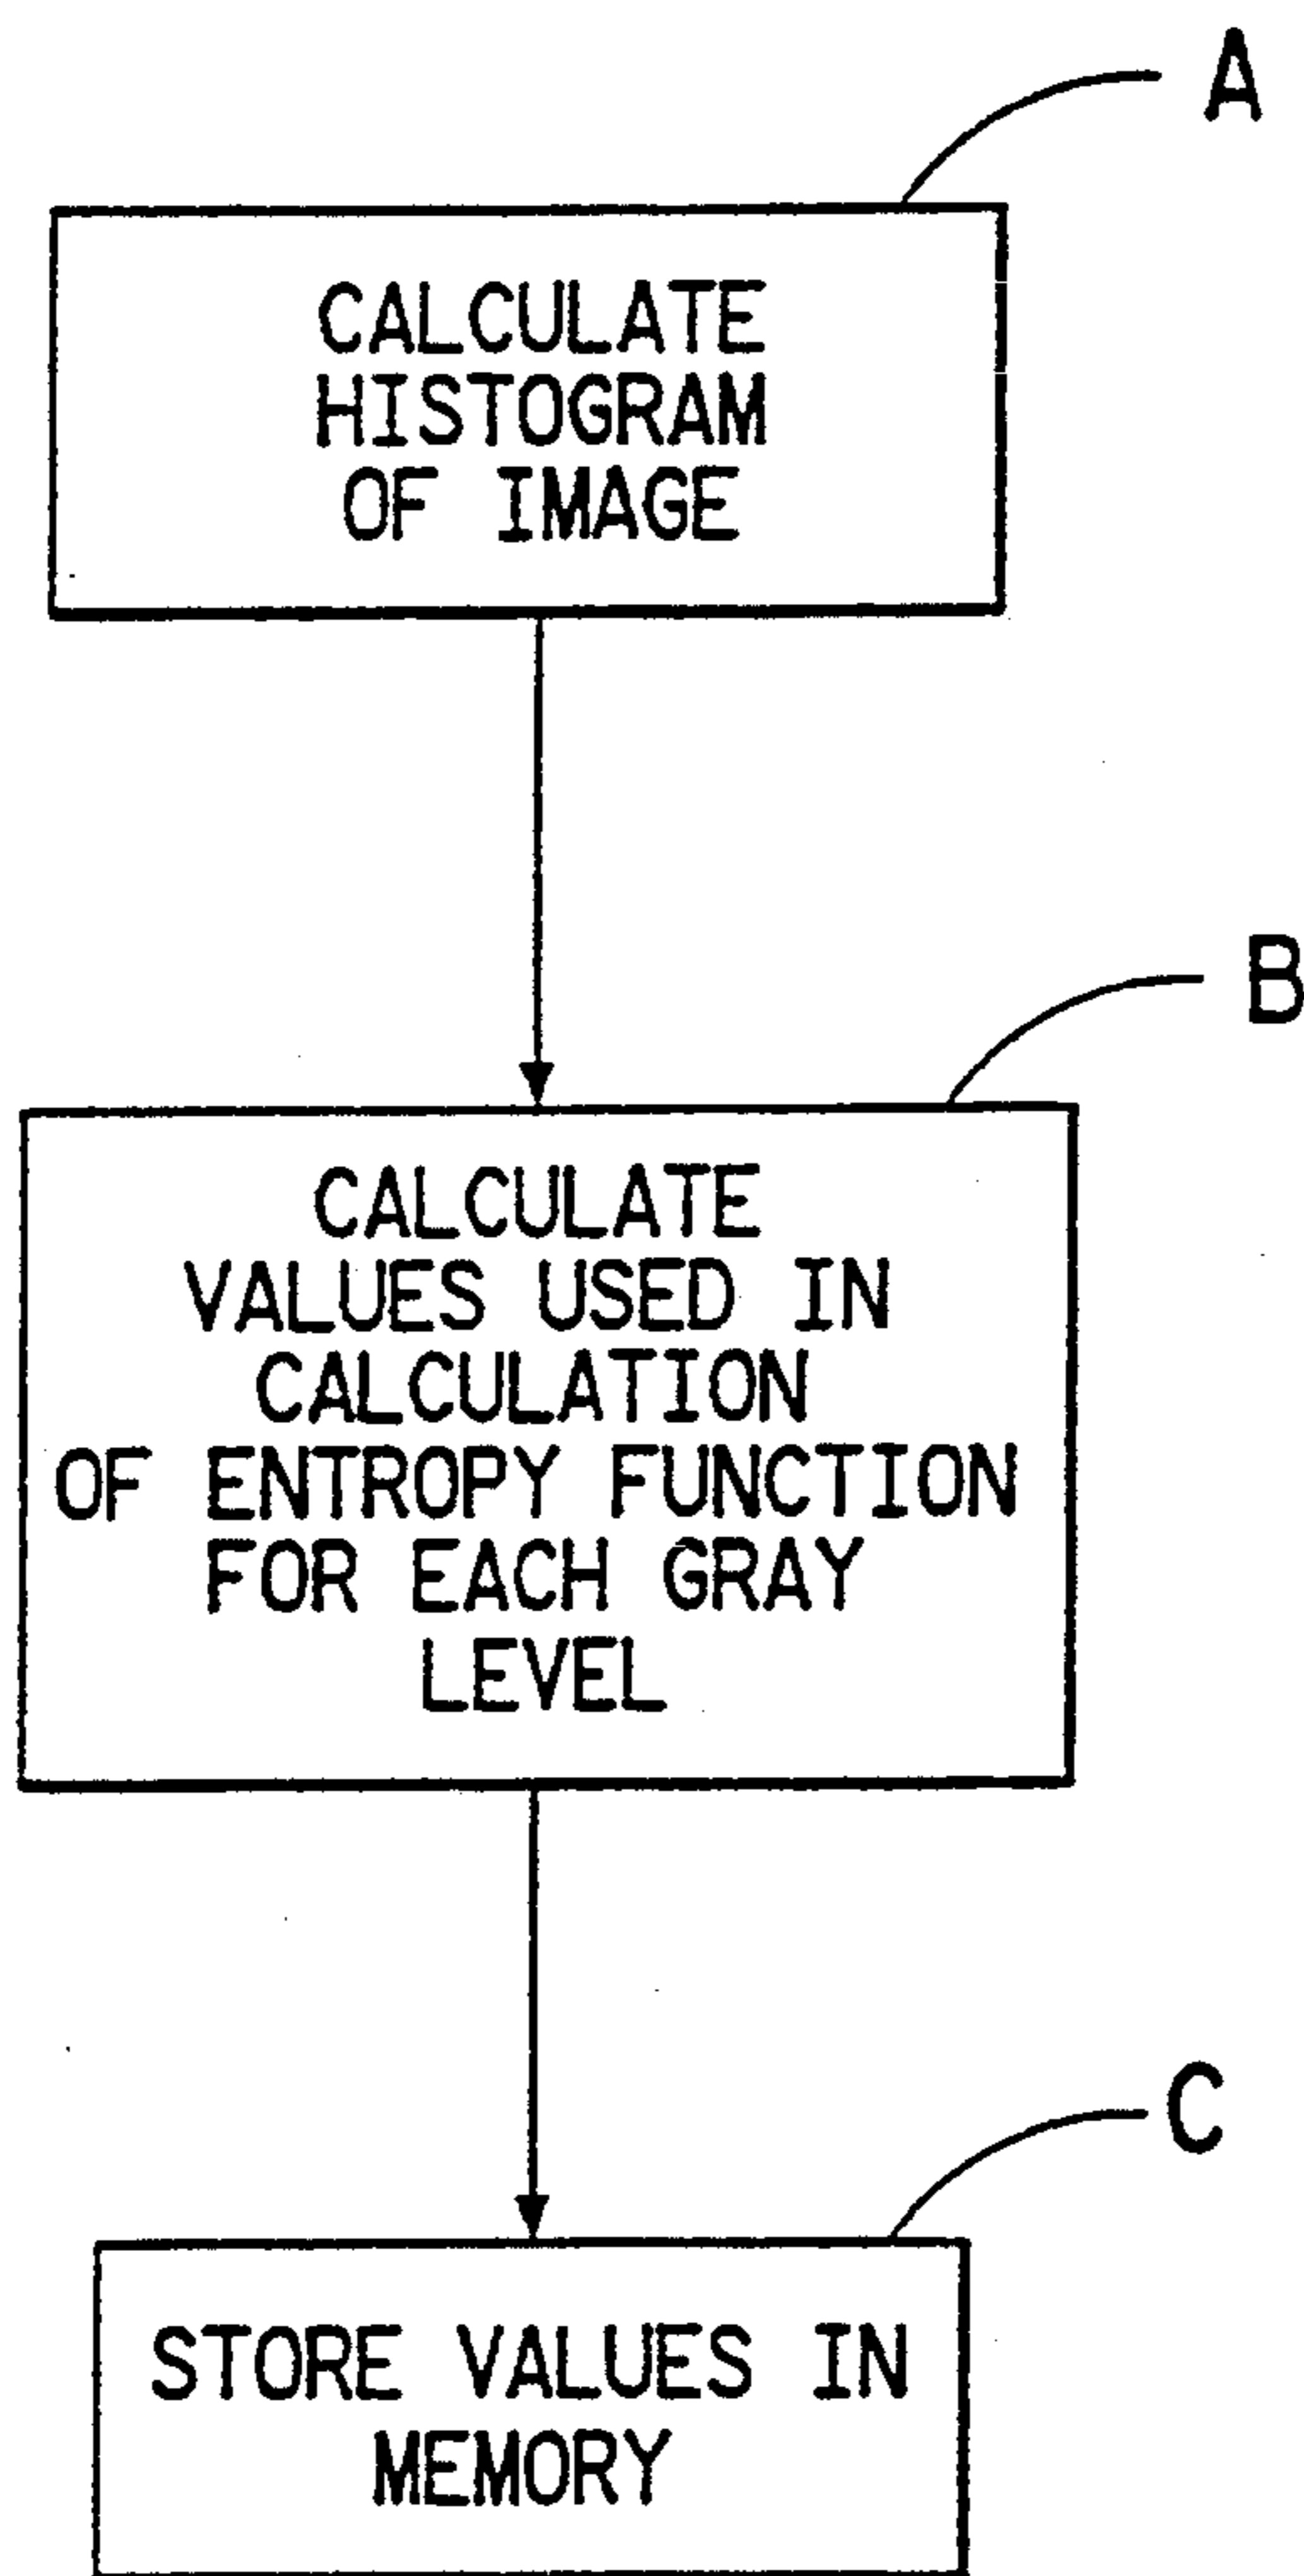 A
CALCULATE
HISTOGRAM
OF IMAGE
B
CALCULATE
VALUES USED IN
CALCULATION
OF ENTROPY FUNCTION
FOR EACH GRAY
LEVEL
C
STORE VALUES IN
MEMORY